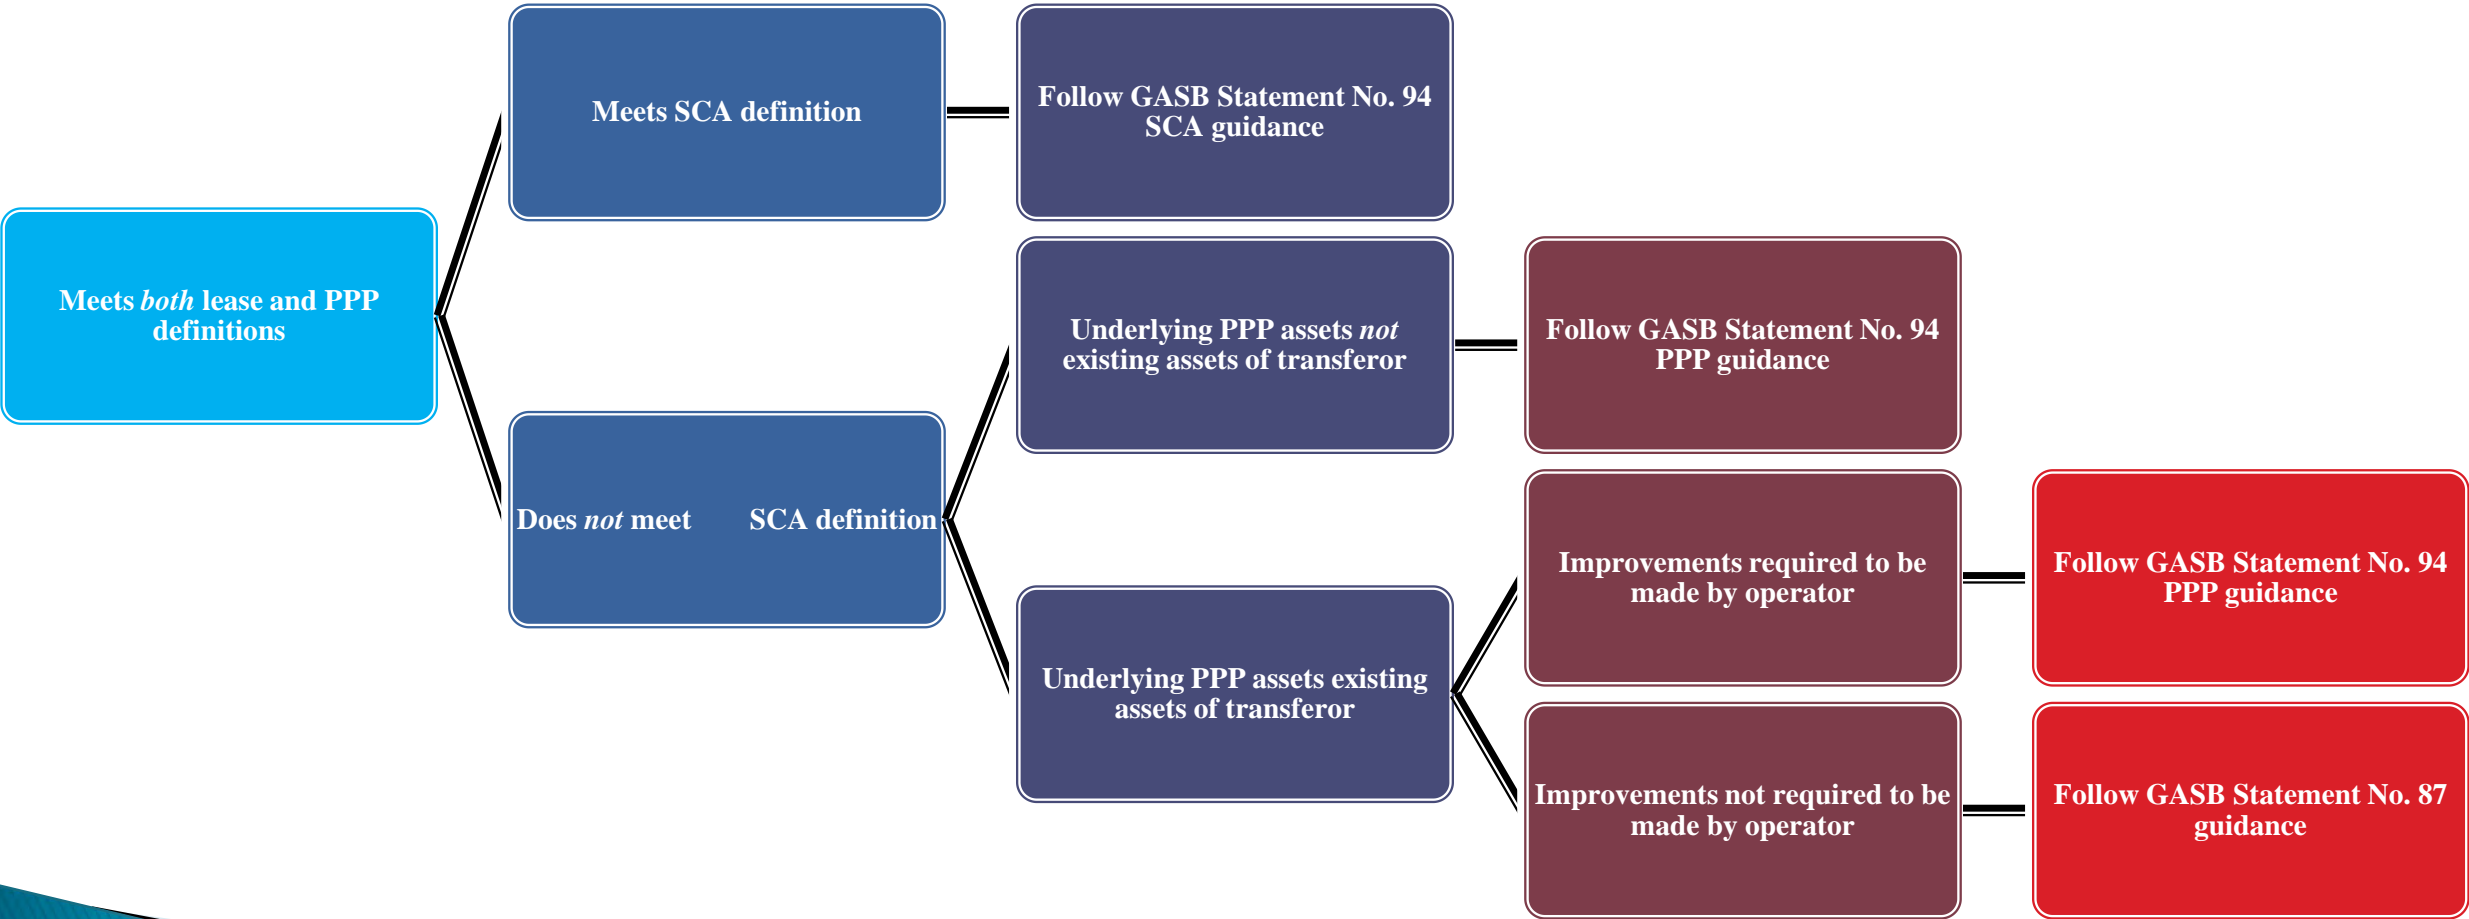 Meets both lease and PPP
definitions
Meets SCA definition
Follow GASB Statement No. 94
SCA guidance
Does not meet SCA definition
Underlying PPP assets not
existing assets of transferor
Follow GASB Statement No. 94
PPP guidance
Underlying PPP assets existing
assets of transferor
Improvements required to be
made by operator
Follow GASB Statement No. 94
PPP guidance
Improvements not required to be
made by operator
Follow GASB Statement No. 87
guidance